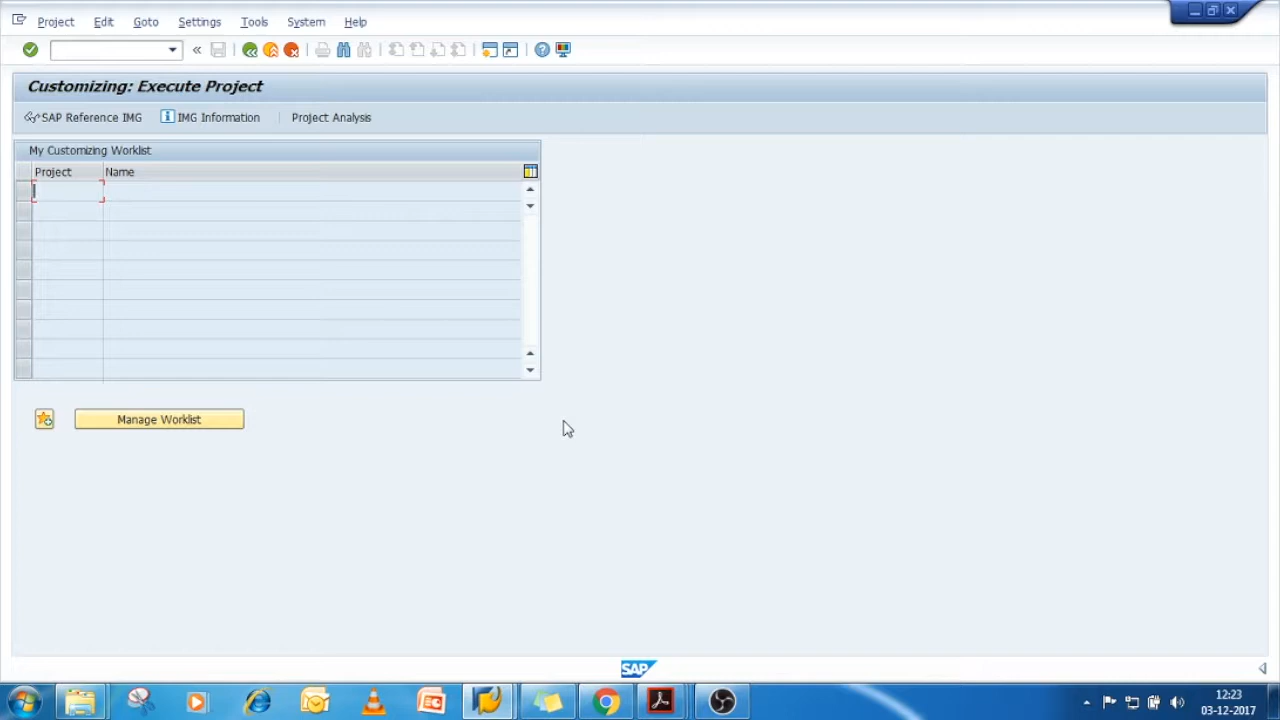 Project Edit Goto Settings Tools System Help
Customizing: Execute Project
SAP Reference IMG IMG Information Project Analysis
My Customizing Worklist
Project Name
Manage Worklist
SAP
12:23
03-12-2017